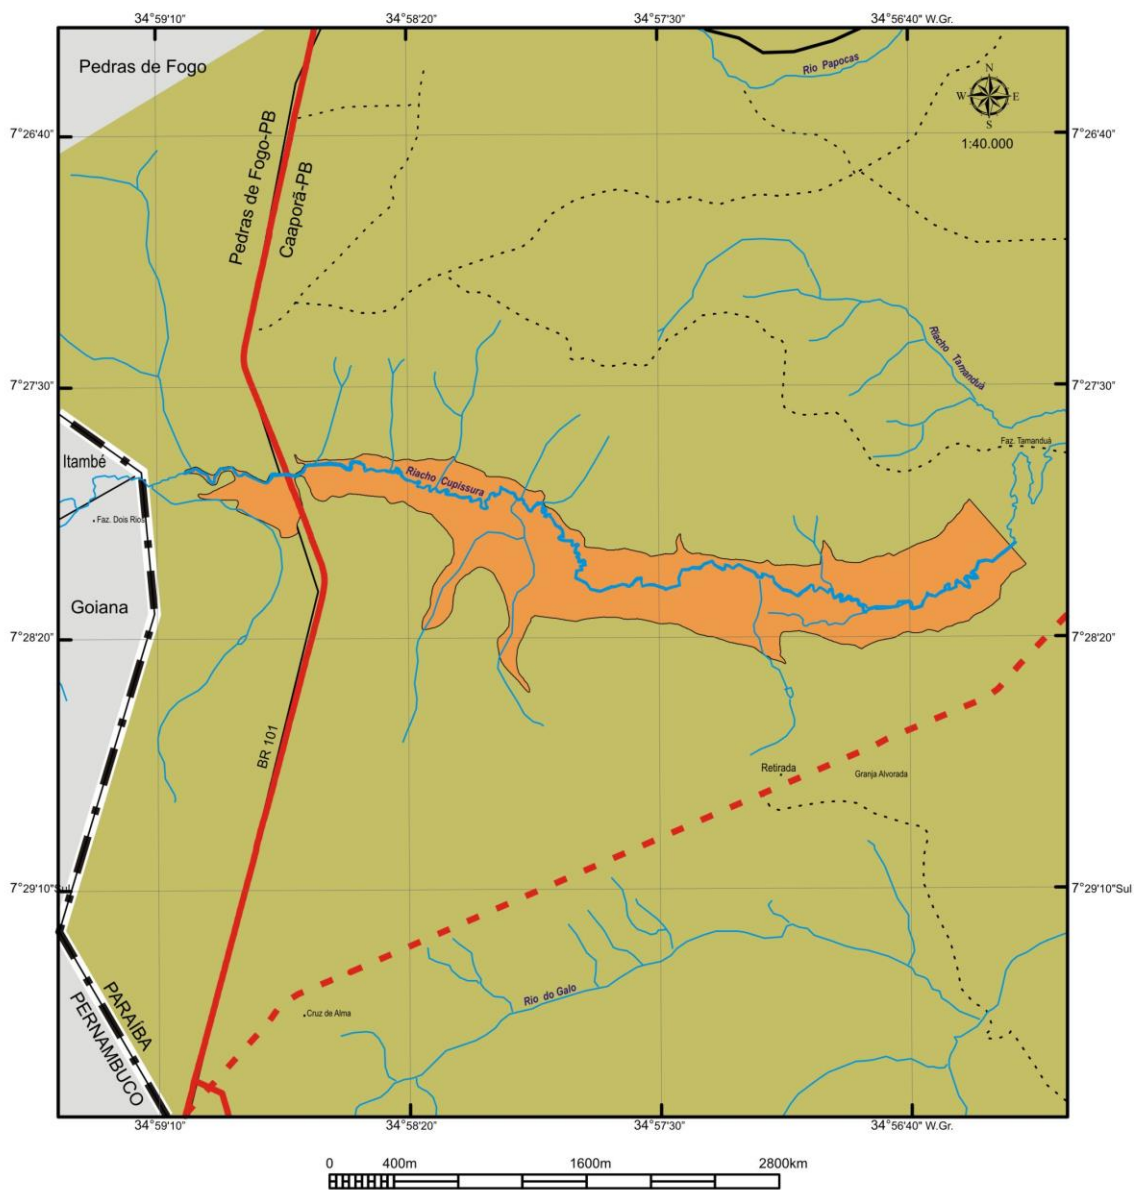 34°59'10" 34°58'20" 34°57'30" 34°56'40" W.Gr.
Pedras de Fogo
Rio Papocas
N
W E
S
1:40.000
7°26'40" 7°26'40"
Pedras de Fogo-PB
Caaporã-PB
Riacho Tamanduà
7°27'30" 7°27'30"
Faz. Tamanduá
Itambé
Riacho Cupissura
Faz. Dois Rios
Goiana
7°28'20" 7°28'20"
BR 101
Retirada
Granja Alvorada
7°29'10"Sul 7°29'10"Sul
PARAÍBA
PERNAMBUCO
Rio do Galo
Cruz de Alma
34°59'10" 34°58'20" 34°57'30" 34°56'40" W.Gr.
0 400m 1600m 2800km